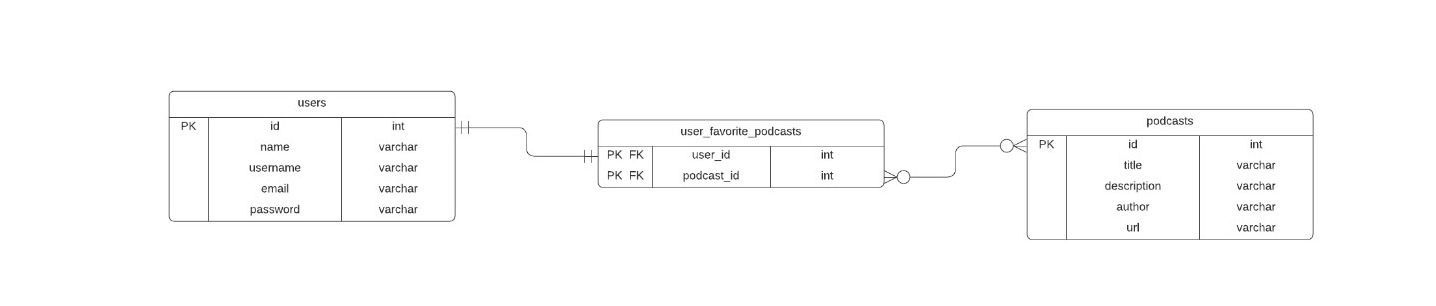 users
PK id int
name varchar
username varchar
email varchar
password varchar
user_favorite_podcasts
PK FK user_id int
PK FK podcast_id int
podcasts
PK id int
title varchar
description varchar
author varchar
url varchar